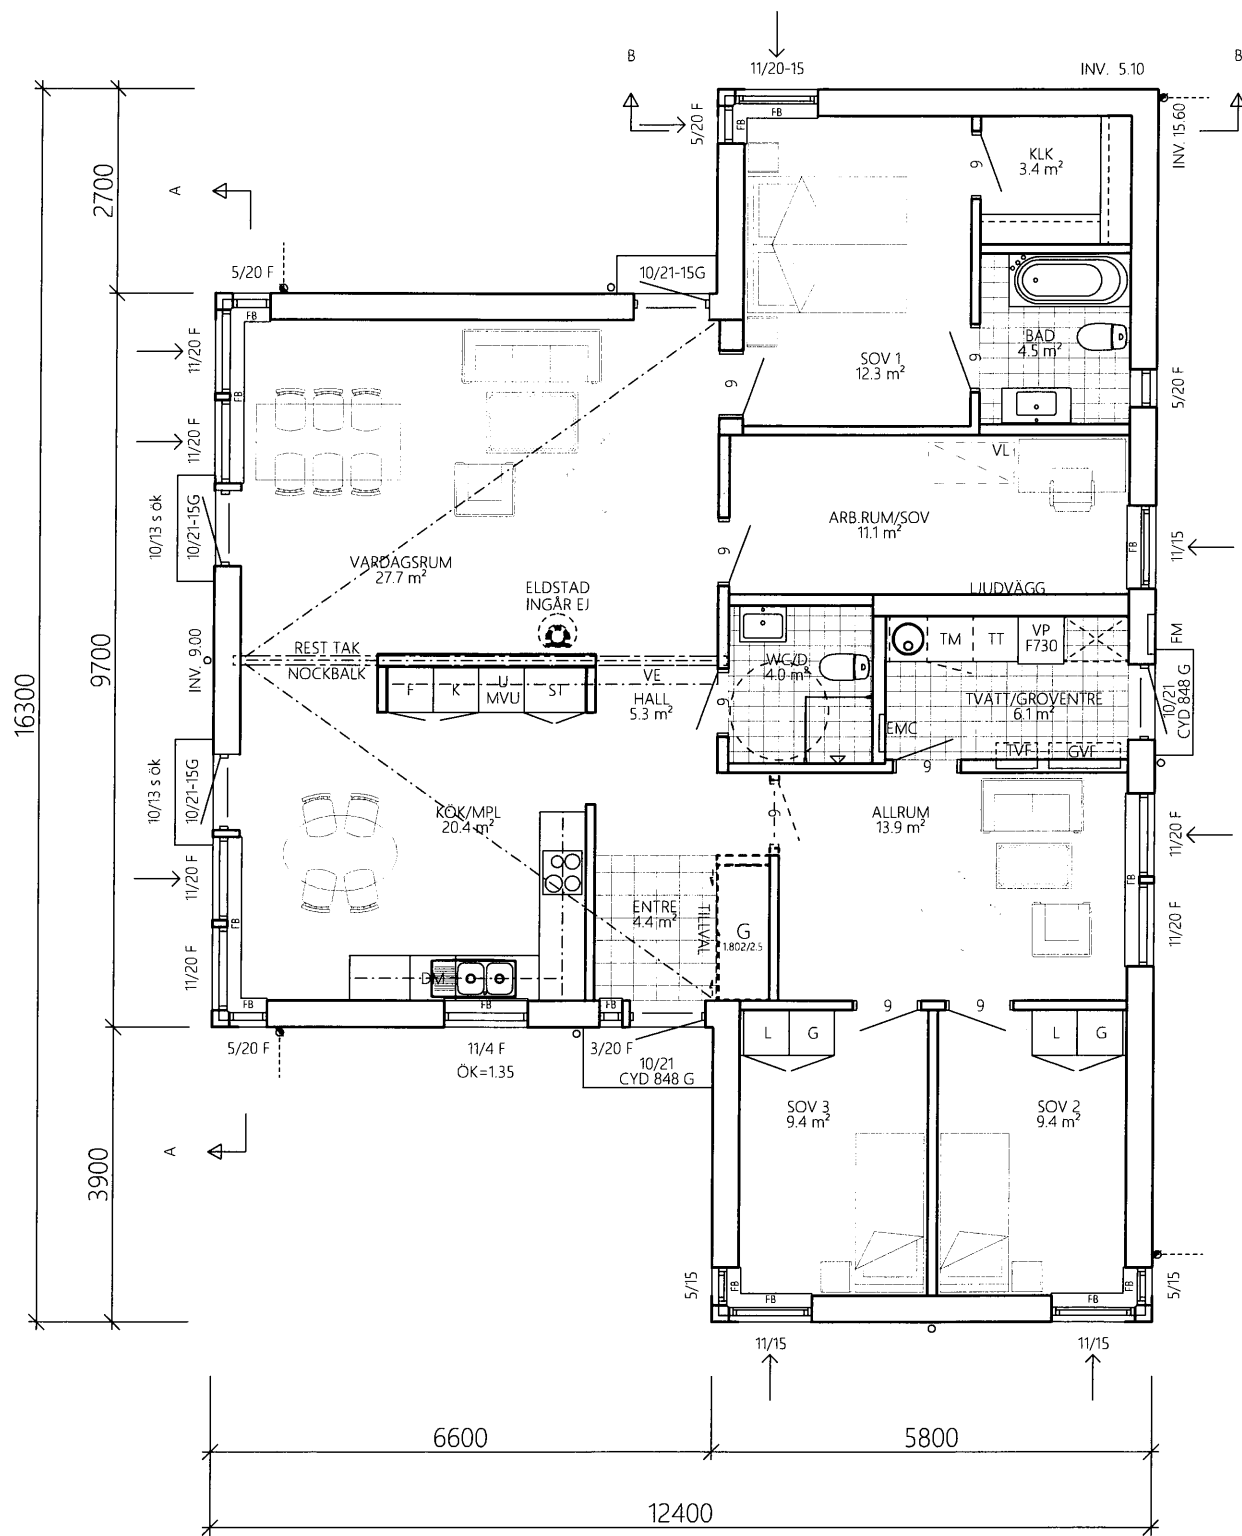 B
11/20-15
INV. 5.10
B
5/20 F
FB
FB
INV. 15.60
KLK
3.4 m²
9
A
2700
5/20 F
10/21-15G
FB
11/20 F
FB
11/20 F
9
SOV 1
12.3 m²
9
BAD
4.5 m²
5/20 F
10/13 s ök
10/21-15G
VL
ARB.RUM/SOV
11.1 m²
9
FB
11/15
VARDAGSRUM
27.7 m²
ELDSTAD
INGÅR EJ
LJUDVÄGG
16300
9700
INV. 9.00
REST TAK
NOCKBALK
F
K
U
MVU
ST
VE
HALL
5.3 m²
9
WC/D
4.0 m²
TM
TT
VP
F730
FM
TVÄTT/GROVENTRE
6.1 m²
10/21
CYD 848 G
EMC
TVF
GVF
9
10/13 s ök
10/21-15G
KÖK/MPL
20.4 m²
9
ALLRUM
13.9 m²
11/20 F
11/20 F
FB
11/20 F
FB
11/20 F
ENTRE
4.4 m²
TILLVAL
G
1.802/2.5
DM
FB
FB
FB
9
9
5/20 F
11/4 F
ÖK=1.35
3/20 F
10/21
CYD 848 G
L
G
L
G
SOV 3
9.4 m²
SOV 2
9.4 m²
A
3900
5/15
FB
FB
FB
FB
5/15
11/15
11/15
6600
5800
12400